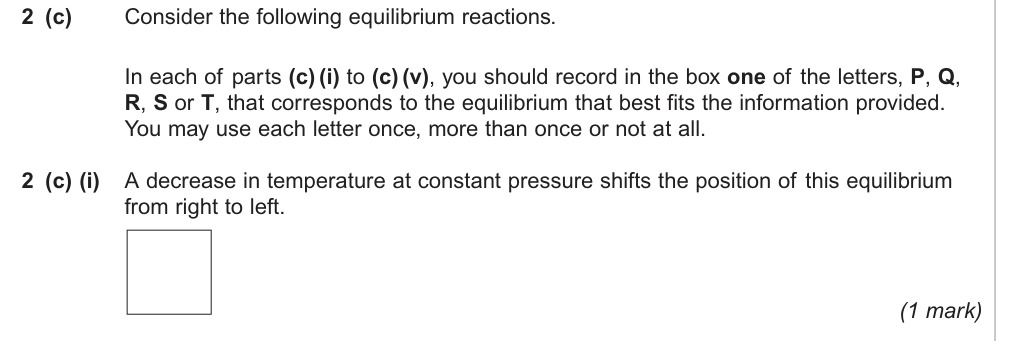 2 (c) Consider the following equilibrium reactions.
In each of parts (c) (i) to (c) (v), you should record in the box one of the letters, P, Q,
R, S or T, that corresponds to the equilibrium that best fits the information provided.
You may use each letter once, more than once or not at all.
2 (c) (i) A decrease in temperature at constant pressure shifts the position of this equilibrium
from right to left.
(1 mark)